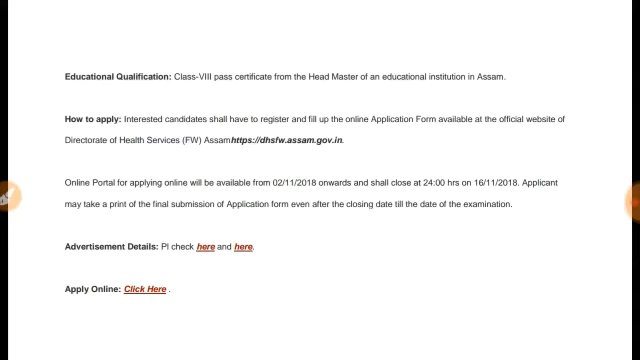 Educational Qualification: Class-VIII pass certificate from the Head Master of an educational institution in Assam.
How to apply: Interested candidates shall have to register and fill up the online Application Form available at the official website of
Directorate of Health Services (FW) Assamhttps://dhsfw.assam.gov.in.
Online Portal for applying online will be available from 02/11/2018 onwards and shall close at 24:00 hrs on 16/11/2018. Applicant
may take a print of the final submission of Application form even after the closing date till the date of the examination.
Advertisement Details: Pl check here and here.
Apply Online: Click Here .